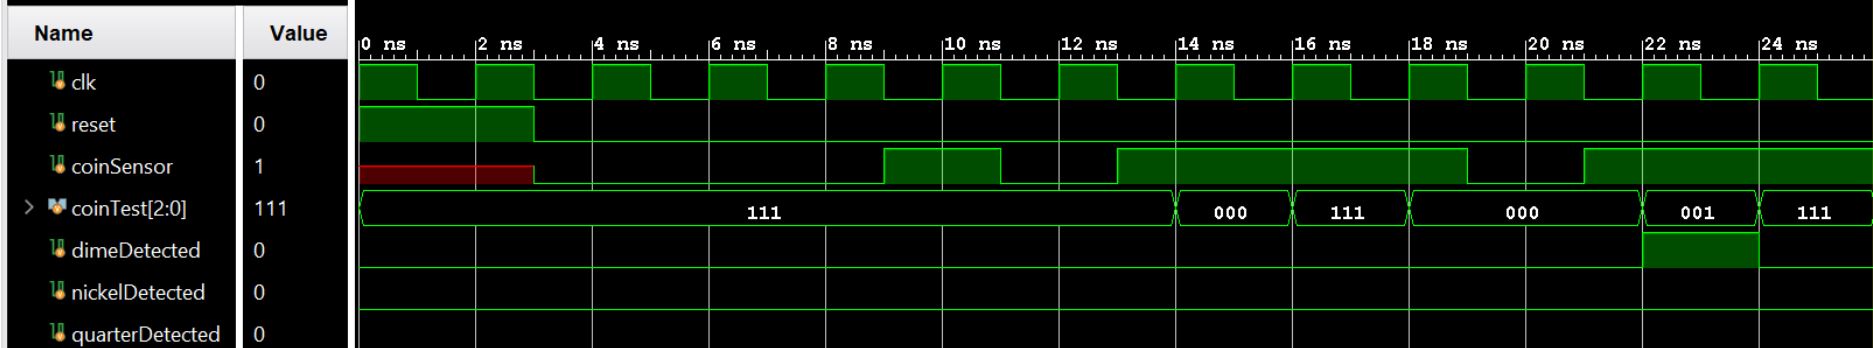 Name Value
0 ns 2 ns 4 ns 6 ns 8 ns 10 ns 12 ns 14 ns 16 ns 18 ns 20 ns 22 ns 24 ns
clk 0
reset 0
coinSensor 1
coinTest[2:0] 111 111 000 111 000 001 111
dimeDetected 0
nickelDetected 0
quarterDetected 0